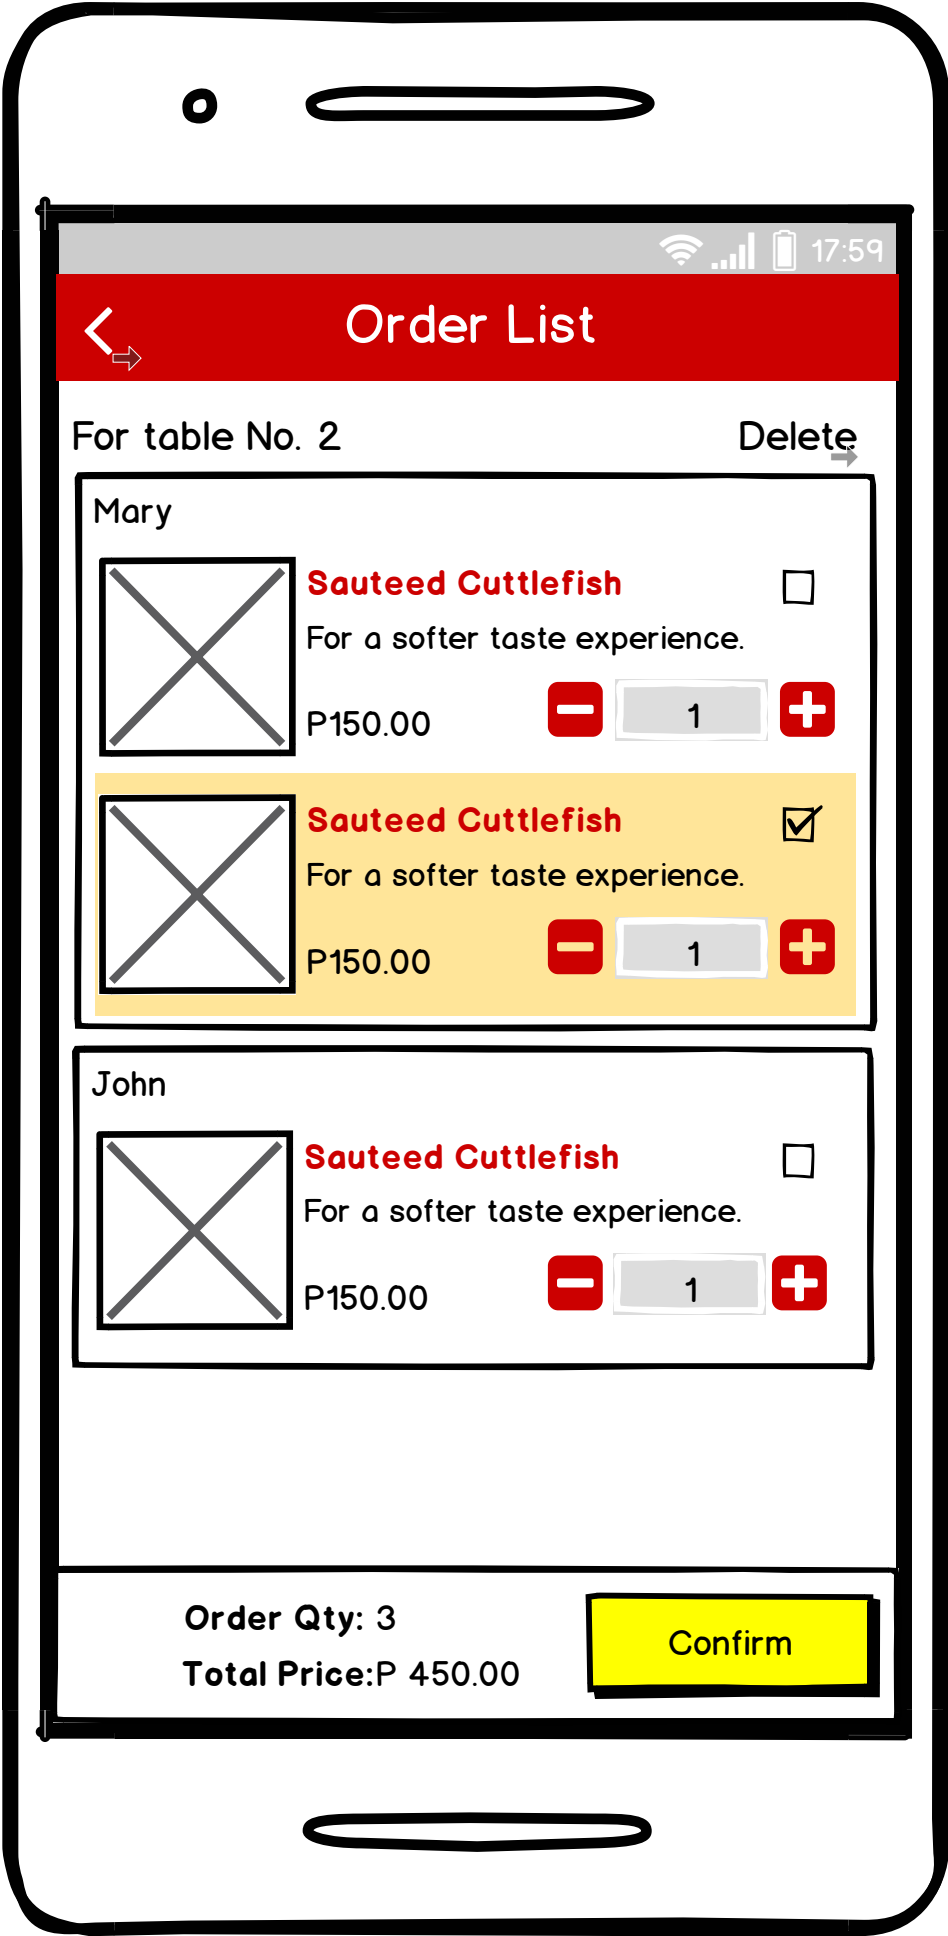 17:59
Order List
For table No. 2 Delete
Mary
Sauteed Cuttlefish
For a softer taste experience.
P150.00 1
Sauteed Cuttlefish
For a softer taste experience.
P150.00 1
John
Sauteed Cuttlefish
For a softer taste experience.
P150.00 1
Order Qty: 3
Total Price:P 450.00
Confirm